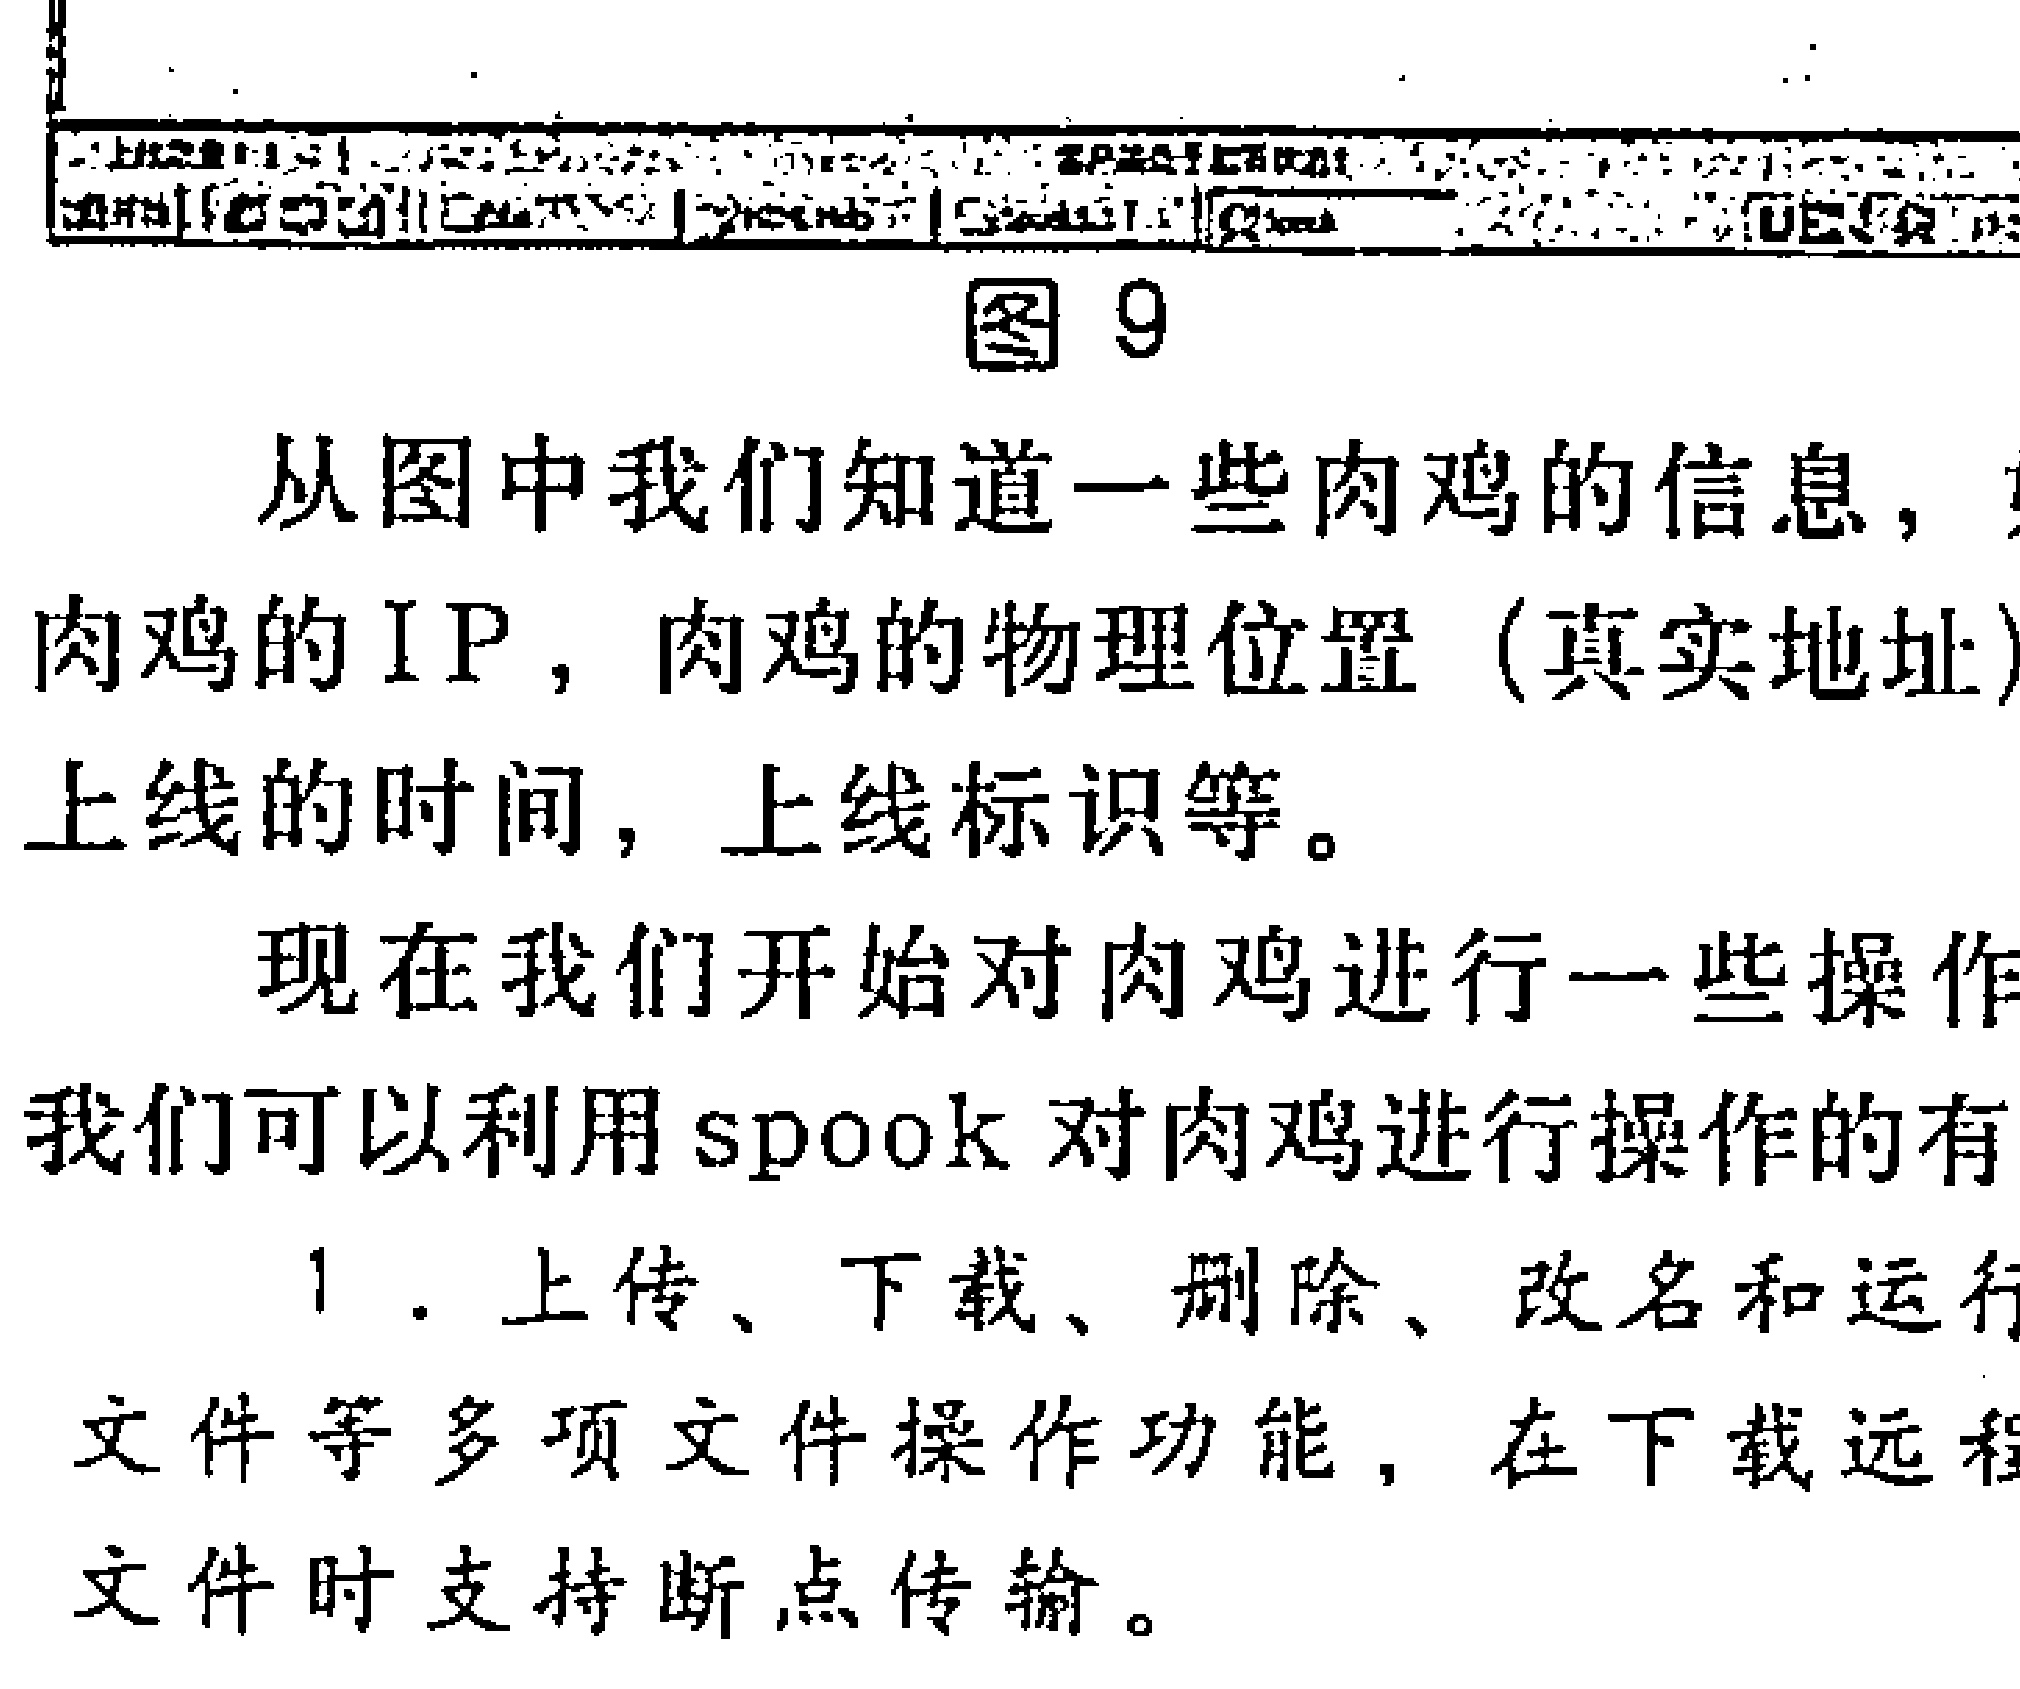 图 9
从图中我们知道一些肉鸡的信息，
肉鸡的IP，肉鸡的物理位置（真实地址）
上线的时间，上线标识等。
现在我们开始对肉鸡进行一些操作
我们可以利用 spook 对肉鸡进行操作的有
1．上传、下载、删除、改名和运行
文件等多项文件操作功能，在下载远程
文件时支持断点传输。